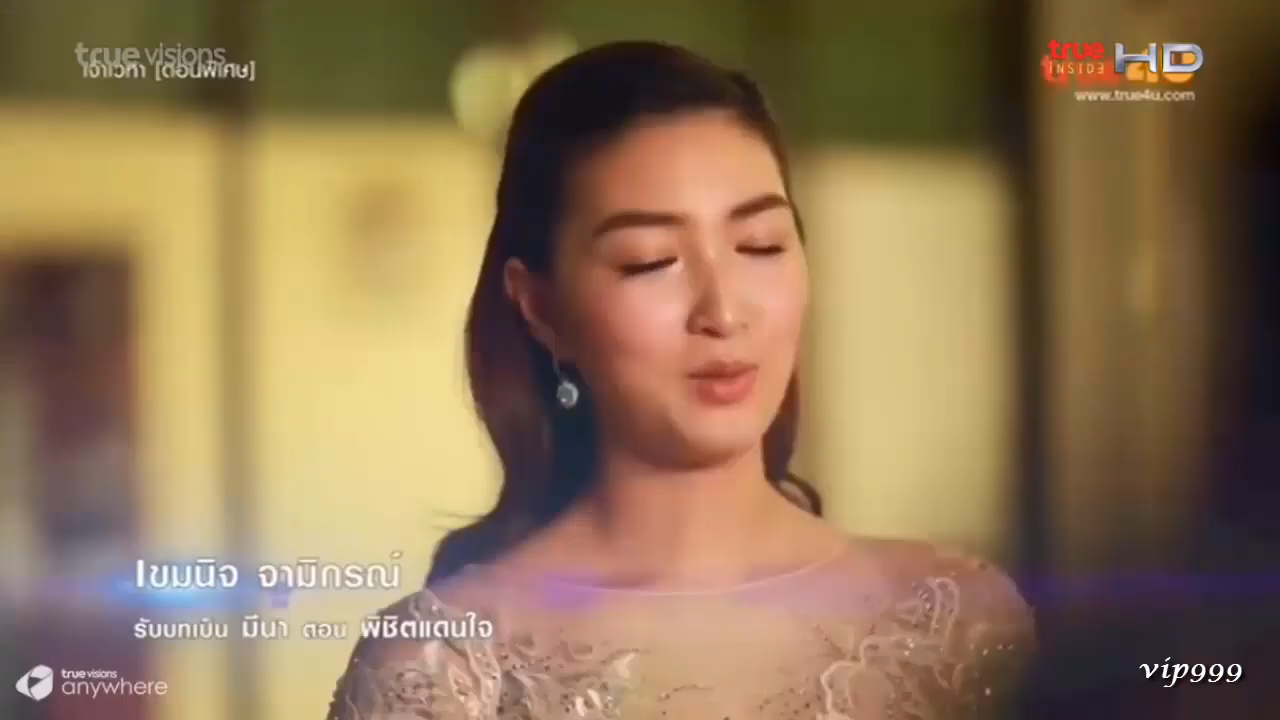 true visions
เจ้าเวหา [ตอนพิเศษ]
true
INSIDE HD
www.true4u.com
เขมนิจ จามิกรณ์
รับบทเป็น มีนา ตอน พิชิตแดนใจ
truevisions
anywhere
vip999